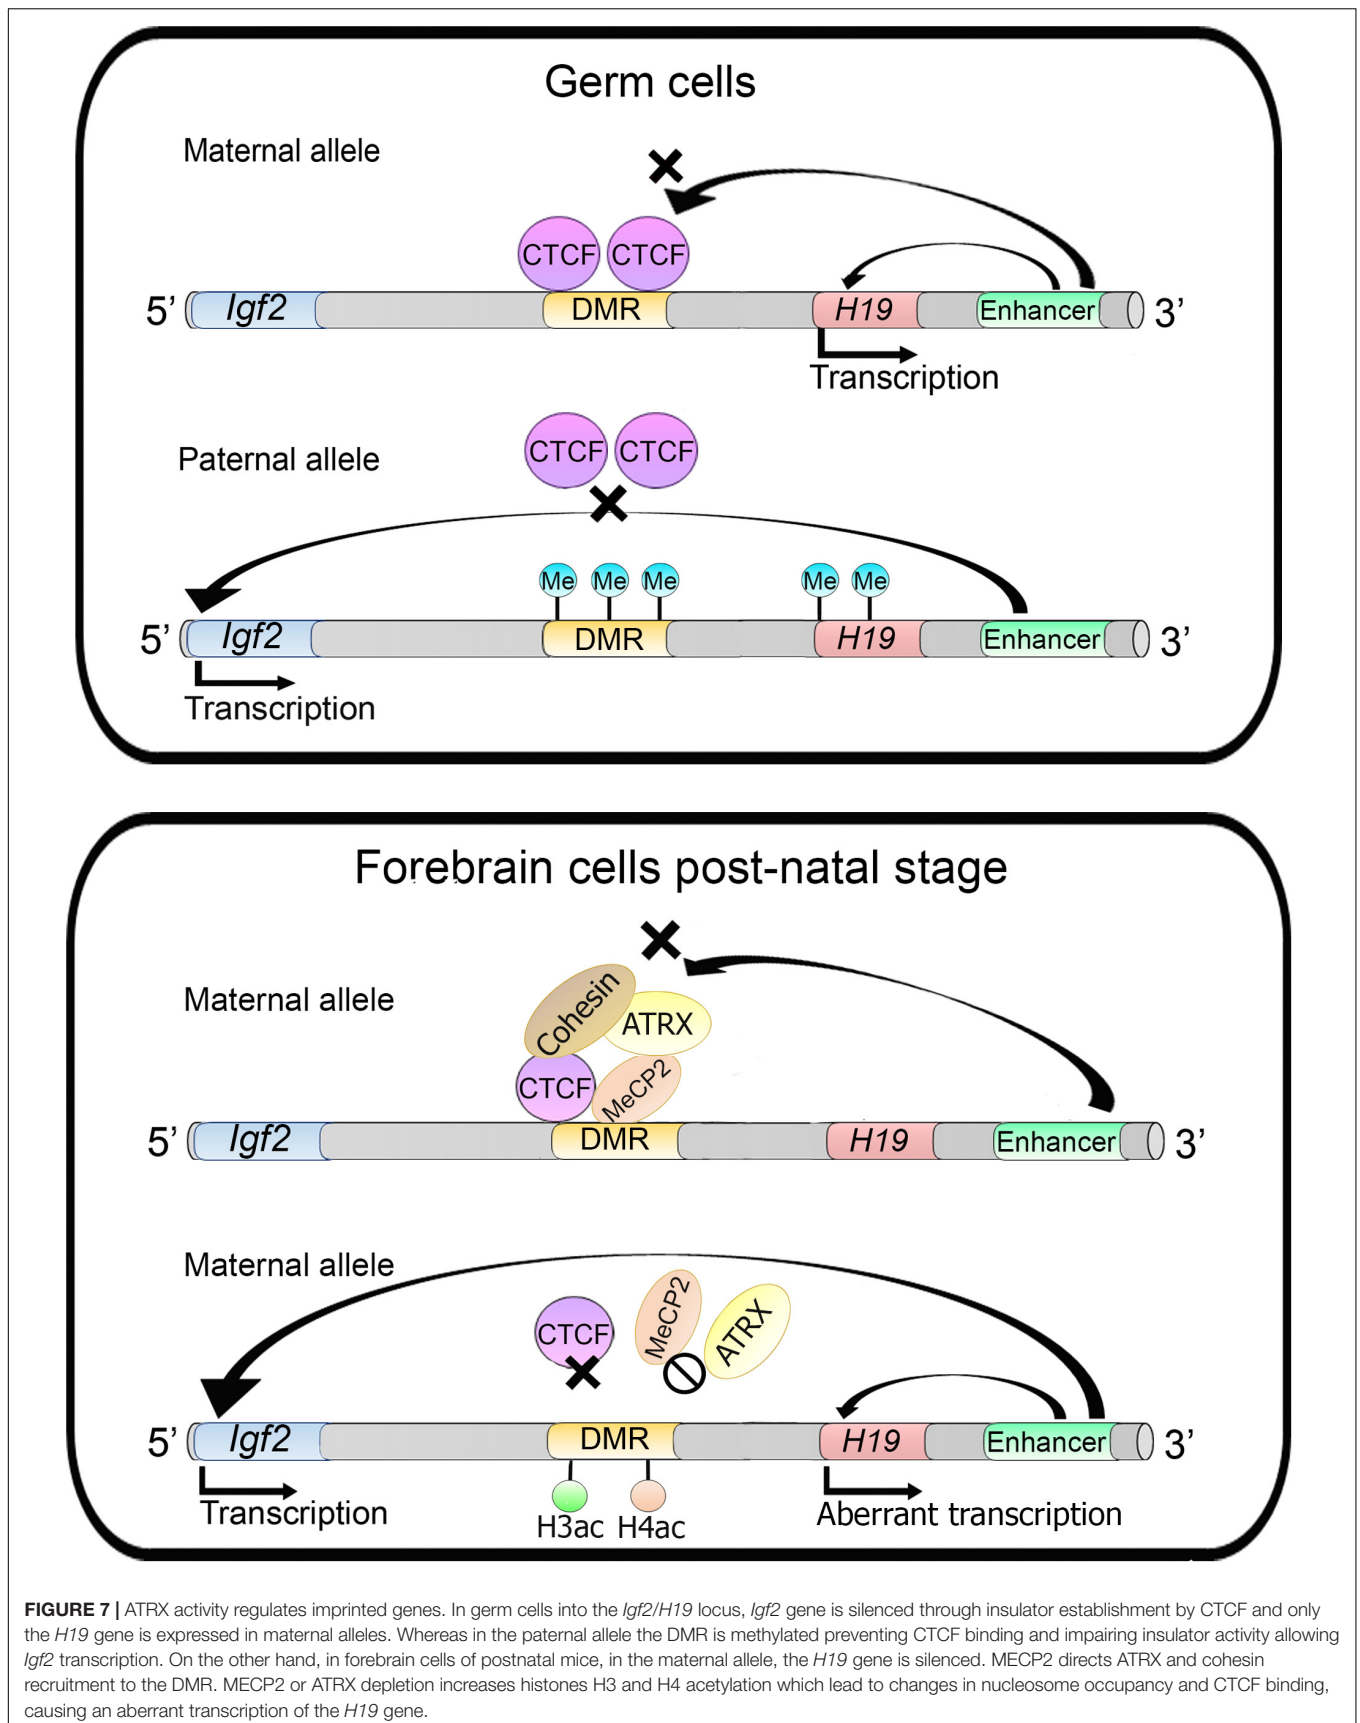 Germ cells
Maternal allele
CTCF CTCF
5’ Igf2 DMR H19 Enhancer 3’
Transcription
Paternal allele
CTCF CTCF
Me Me Me Me Me
5’ Igf2 DMR H19 Enhancer 3’
Transcription
Forebrain cells post-natal stage
Maternal allele
Cohesin ATRX
CTCF MeCP2
5’ Igf2 DMR H19 Enhancer 3’
Maternal allele
CTCF MeCP2 ATRX
5’ Igf2 DMR H19 Enhancer 3’
Transcription H3ac H4ac Aberrant transcription
FIGURE 7 | ATRX activity regulates imprinted genes. In germ cells into the Igf2/H19 locus, Igf2 gene is silenced through insulator establishment by CTCF and only
the H19 gene is expressed in maternal alleles. Whereas in the paternal allele the DMR is methylated preventing CTCF binding and impairing insulator activity allowing
Igf2 transcription. On the other hand, in forebrain cells of postnatal mice, in the maternal allele, the H19 gene is silenced. MECP2 directs ATRX and cohesin
recruitment to the DMR. MECP2 or ATRX depletion increases histones H3 and H4 acetylation which lead to changes in nucleosome occupancy and CTCF binding,
causing an aberrant transcription of the H19 gene.